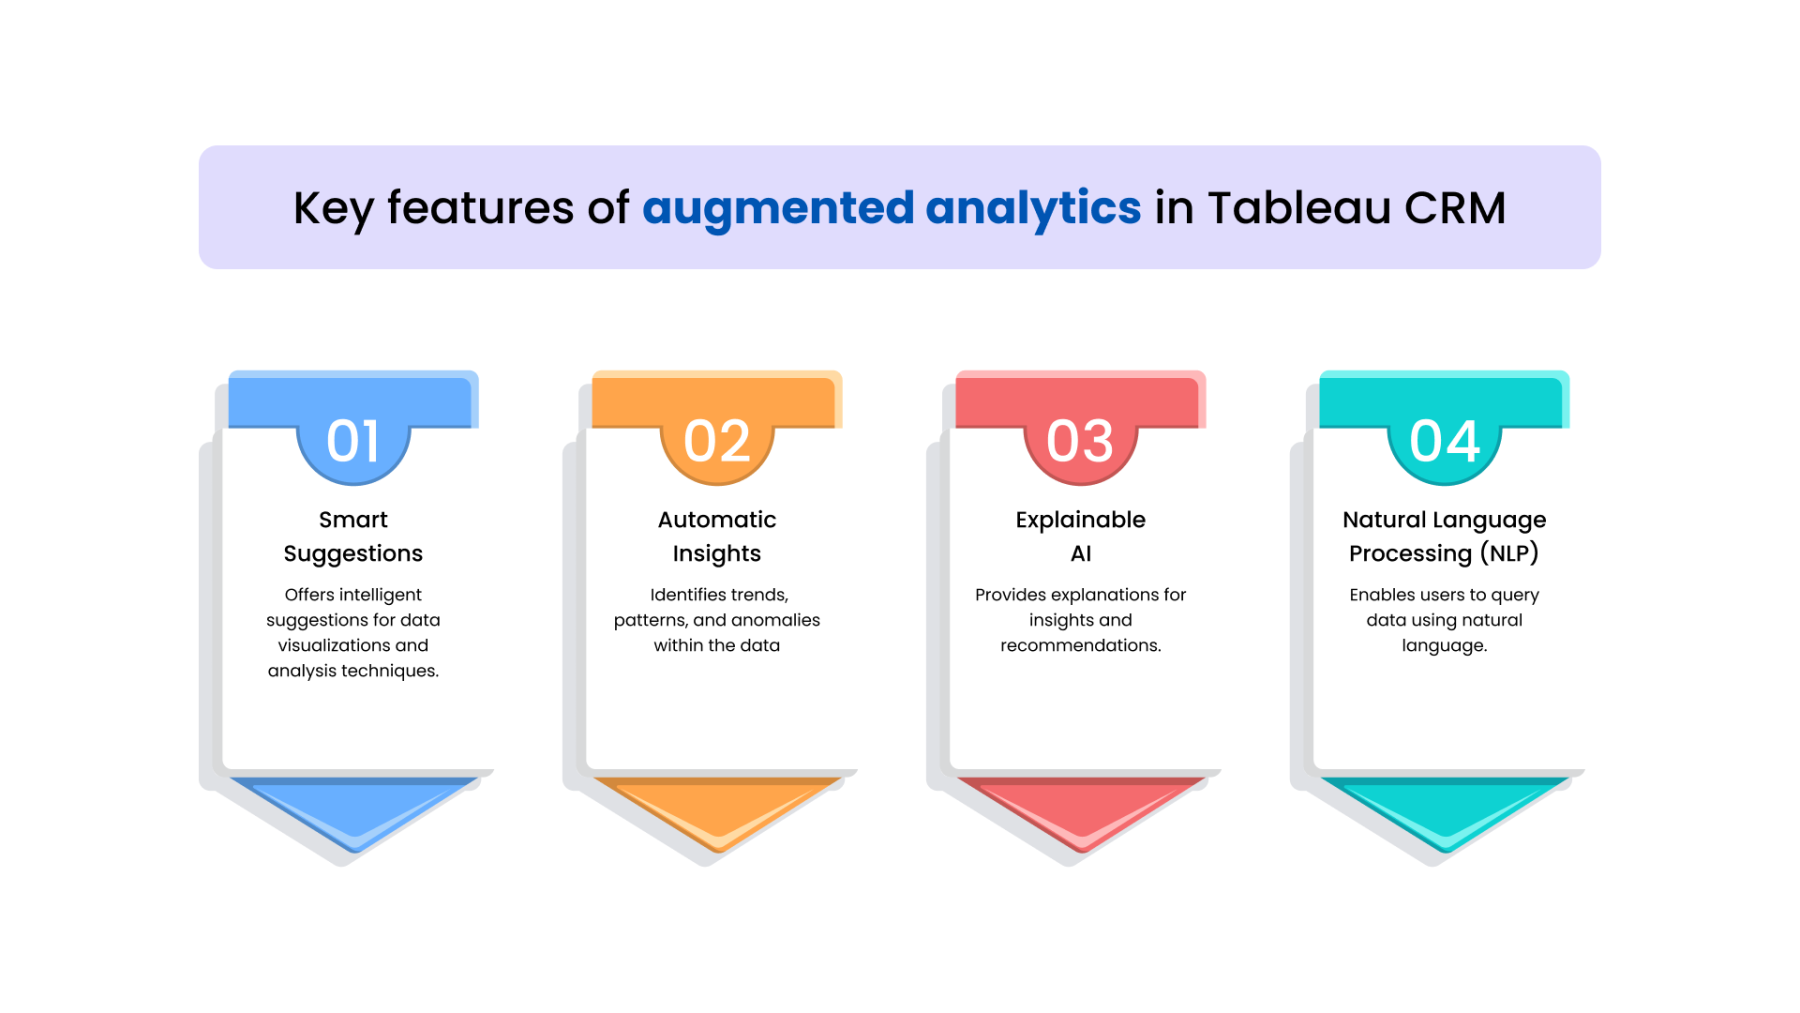 Key features of augmented analytics in Tableau CRM
01
Smart
Suggestions
Offers intelligent
suggestions for data
visualizations and
analysis techniques.
02
Automatic
Insights
Identifies trends,
patterns, and anomalies
within the data
03
Explainable
AI
Provides explanations for
insights and
recommendations.
04
Natural Language
Processing (NLP)
Enables users to query
data using natural
language.